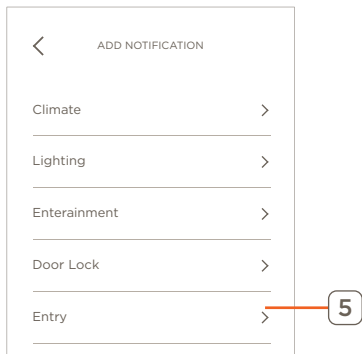 ADD NOTIFICATION
Climate
Lighting
Enterainment
Door Lock
Entry
5